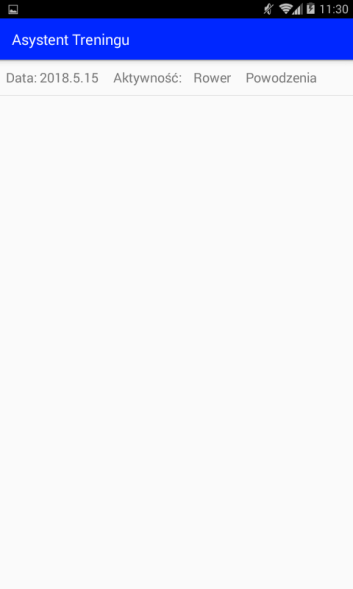 11:30
Asystent Treningu
Data: 2018.5.15 Aktywność: Rower Powodzenia